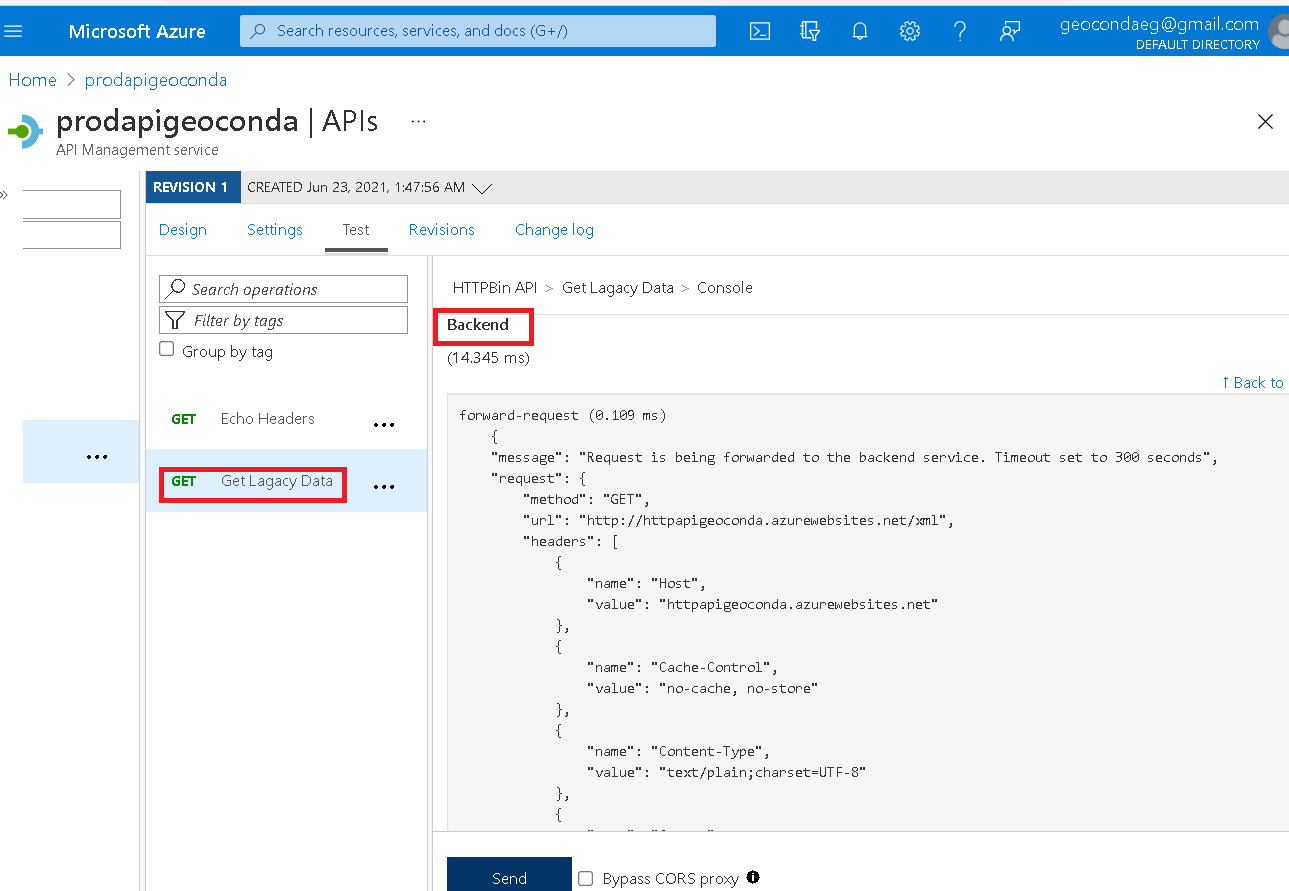 Microsoft Azure
Search resources, services, and docs (G+/)
geocondaeg@gmail.com
DEFAULT DIRECTORY
Home > prodapigeoconda
prodapigeoconda | APIs ...
API Management service
REVISION 1 CREATED Jun 23, 2021, 1:47:56 AM
Design Settings Test Revisions Change log
Search operations
Filter by tags
Group by tag
GET Echo Headers ...
GET Get Lagacy Data ...
HTTPBin API > Get Lagacy Data > Console
Backend
(14.345 ms)
↑ Back to
forward-request (0.109 ms)
{
"message": "Request is being forwarded to the backend service. Timeout set to 300 seconds",
"request": {
"method": "GET",
"url": "http://httpapigeoconda.azurewebsites.net/xml",
"headers": [
{
"name": "Host",
"value": "httpapigeoconda.azurewebsites.net"
},
{
"name": "Cache-Control",
"value": "no-cache, no-store"
},
{
"name": "Content-Type",
"value": "text/plain;charset=UTF-8"
},
{
Send Bypass CORS proxy